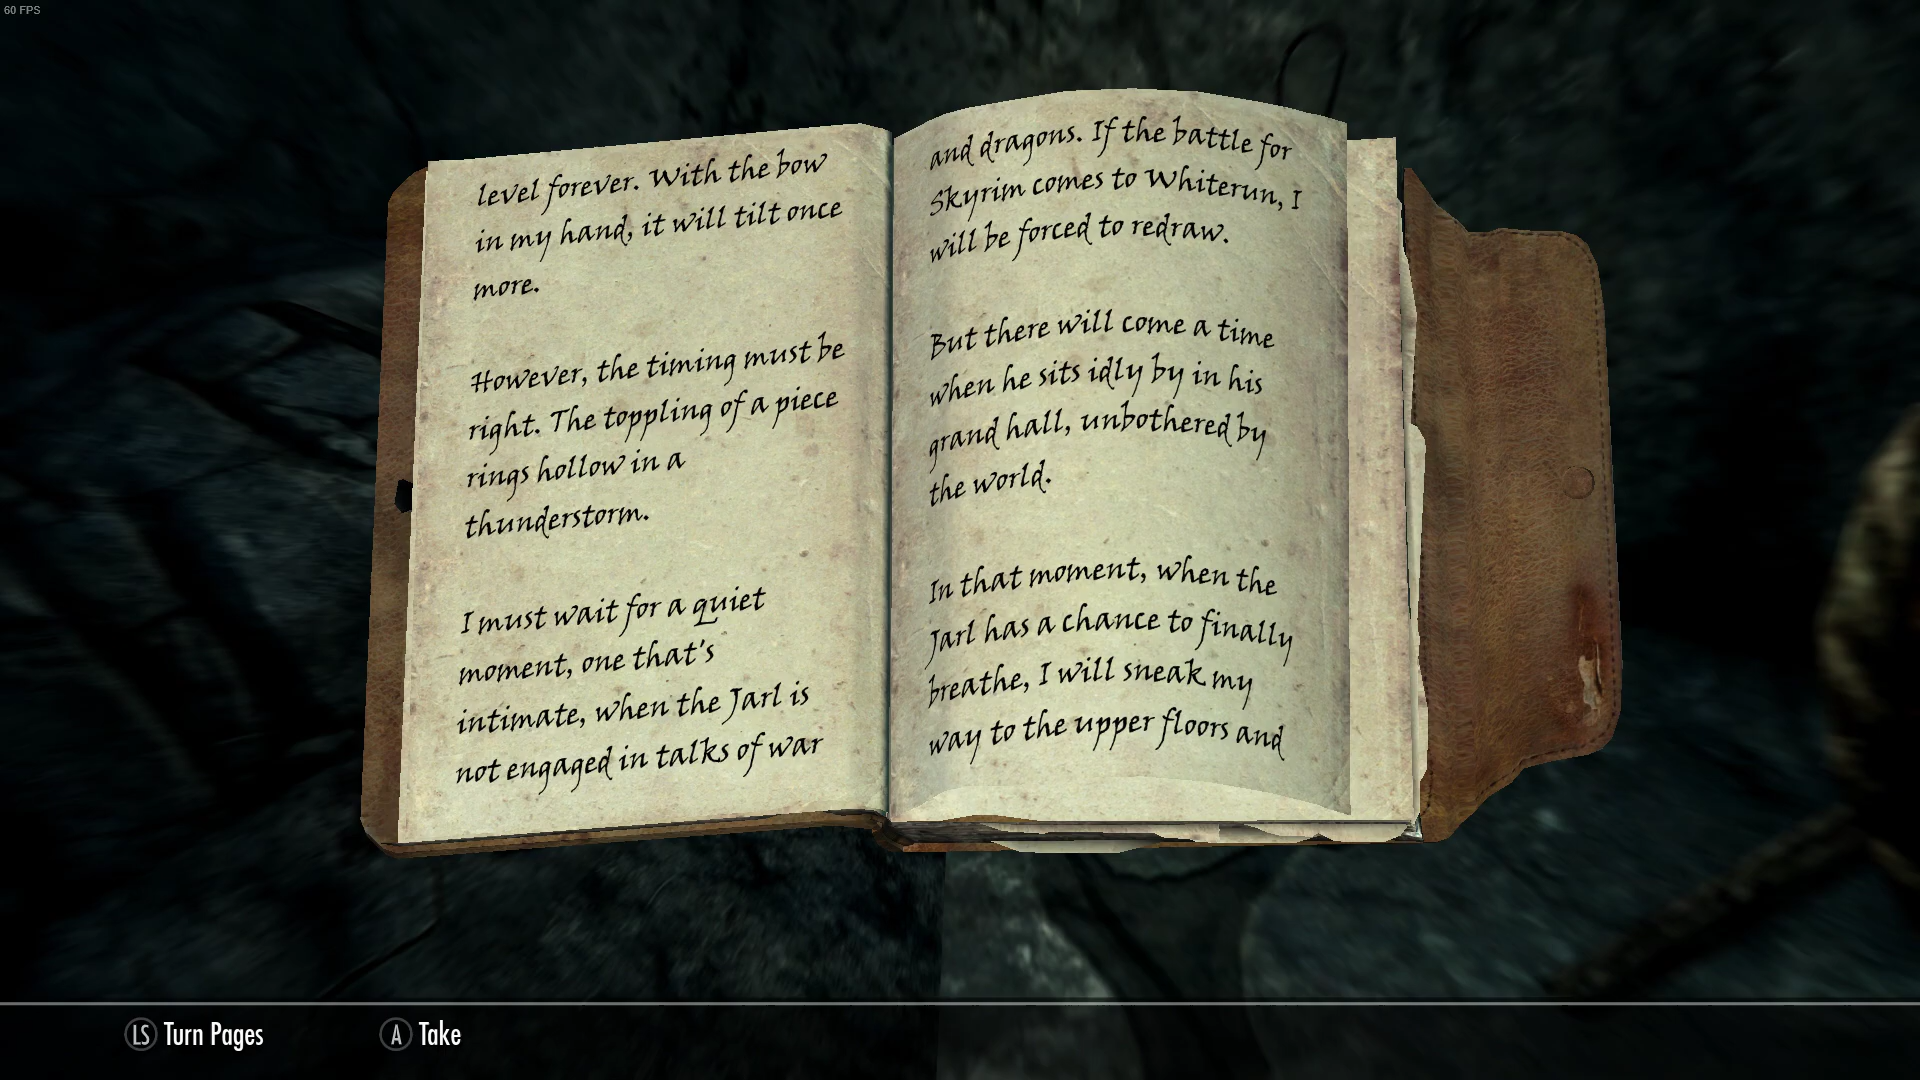 60 FPS
level forever. With the bow
in my hand, it will tilt once
more.
However, the timing must be
right. The toppling of a piece
rings hollow in a
thunderstorm.
I must wait for a quiet
moment, one that's
intimate, when the Jarl is
not engaged in talks of war
and dragons. If the battle for
Skyrim comes to Whiterun, I
will be forced to redraw.
But there will come a time
when he sits idly by in his
grand hall, unbothered by
the world.
In that moment, when the
Jarl has a chance to finally
breathe, I will sneak my
way to the upper floors and
LS Turn Pages
A Take